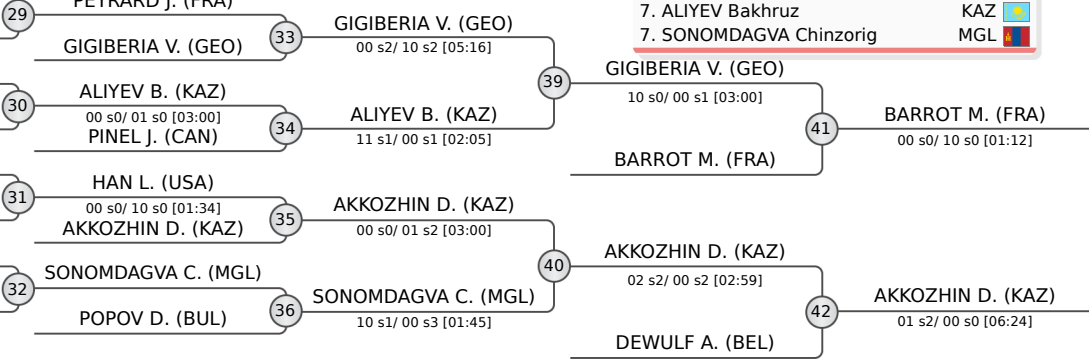 PETRARD J. (FRA)
29
GIGIBERIA V. (GEO)
33
GIGIBERIA V. (GEO)
00 s2/ 10 s2 [05:16]
30
ALIYEV B. (KAZ)
00 s0/ 01 s0 [03:00]
PINEL J. (CAN)
34
ALIYEV B. (KAZ)
11 s1/ 00 s1 [02:05]
39
GIGIBERIA V. (GEO)
10 s0/ 00 s1 [03:00]
BARROT M. (FRA)
41
BARROT M. (FRA)
00 s0/ 10 s0 [01:12]
31
HAN L. (USA)
00 s0/ 10 s0 [01:34]
AKKOZHIN D. (KAZ)
35
AKKOZHIN D. (KAZ)
00 s0/ 01 s2 [03:00]
32
SONOMDAGVA C. (MGL)
POPOV D. (BUL)
36
SONOMDAGVA C. (MGL)
10 s1/ 00 s3 [01:45]
40
AKKOZHIN D. (KAZ)
02 s2/ 00 s2 [02:59]
DEWULF A. (BEL)
42
AKKOZHIN D. (KAZ)
01 s2/ 00 s0 [06:24]
7. ALIYEV Bakhruz KAZ
7. SONOMDAGVA Chinzorig MGL